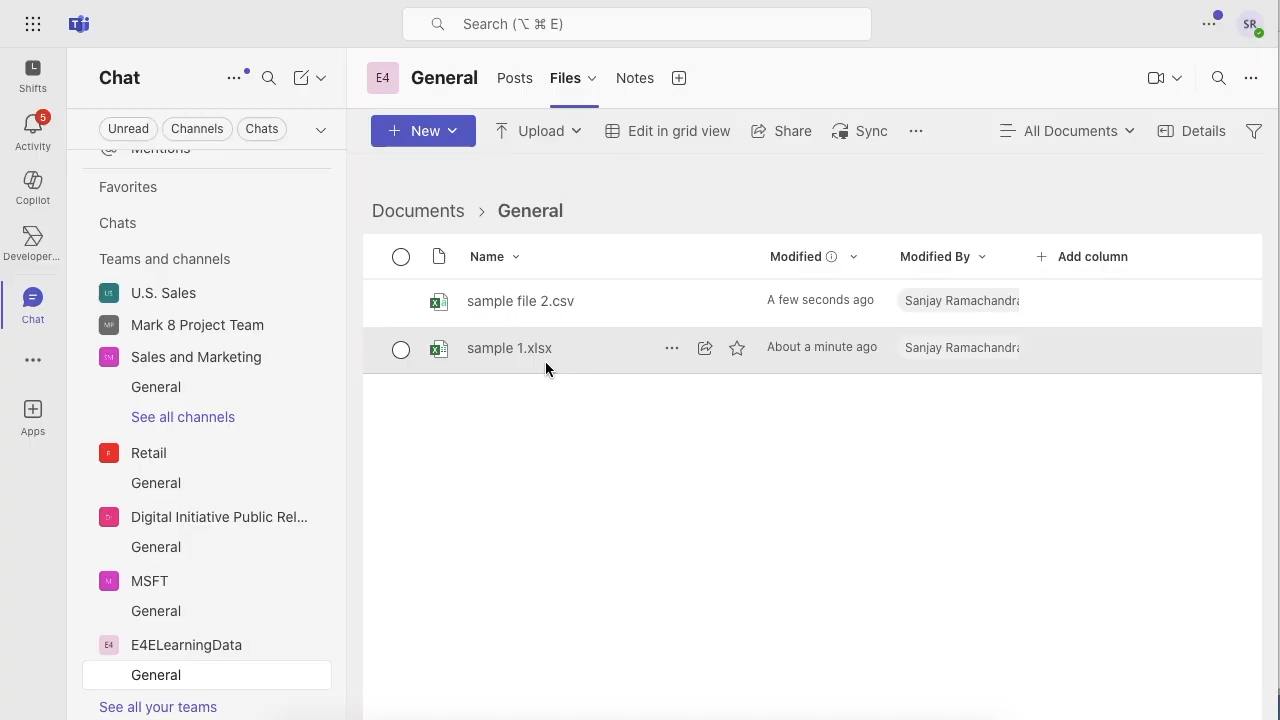 Search (⌥ ⌘ E)
SR
Shifts
5
Activity
Copilot
Developer...
Chat
Apps
Chat
Unread
Channels
Chats
Mentions
Favorites
Chats
Teams and channels
U.S. Sales
Mark 8 Project Team
Sales and Marketing
General
See all channels
Retail
General
Digital Initiative Public Rel...
General
MSFT
General
E4 E4ELearningData
General
See all your teams
E4 General Posts Files Notes
New Upload Edit in grid view Share Sync All Documents Details
Documents > General
Name Modified Modified By Add column
sample file 2.csv A few seconds ago Sanjay Ramachandra
sample 1.xlsx About a minute ago Sanjay Ramachandra